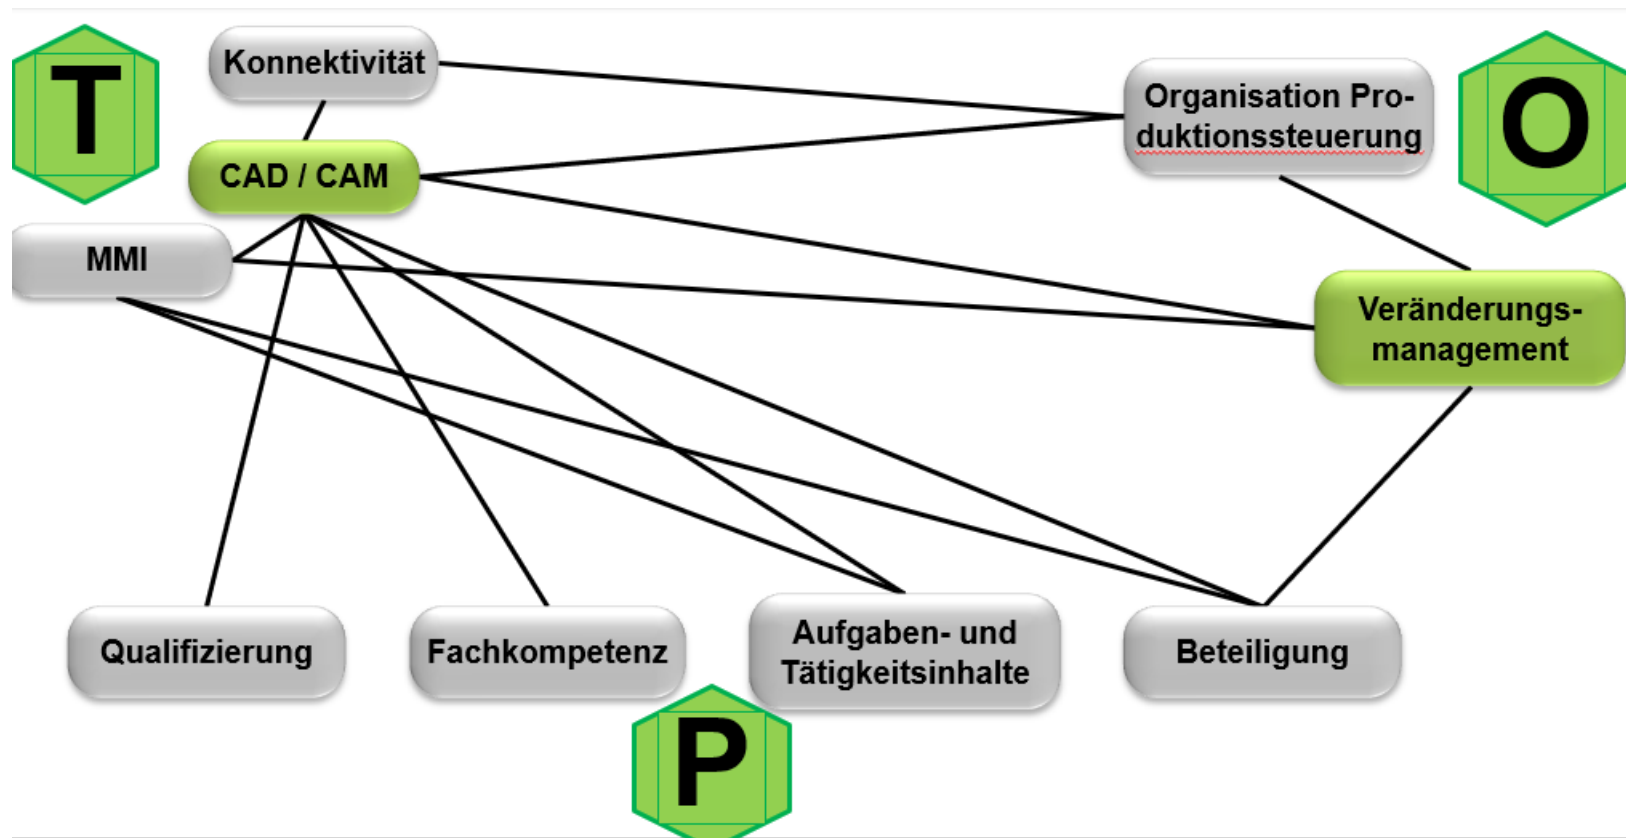 T
Konnektivität
Organisation Pro-
duktionssteuerung
O
CAD / CAM
MMI
Veränderungs-
management
Qualifizierung
Fachkompetenz
Aufgaben- und
Tätigkeitsinhalte
Beteiligung
P